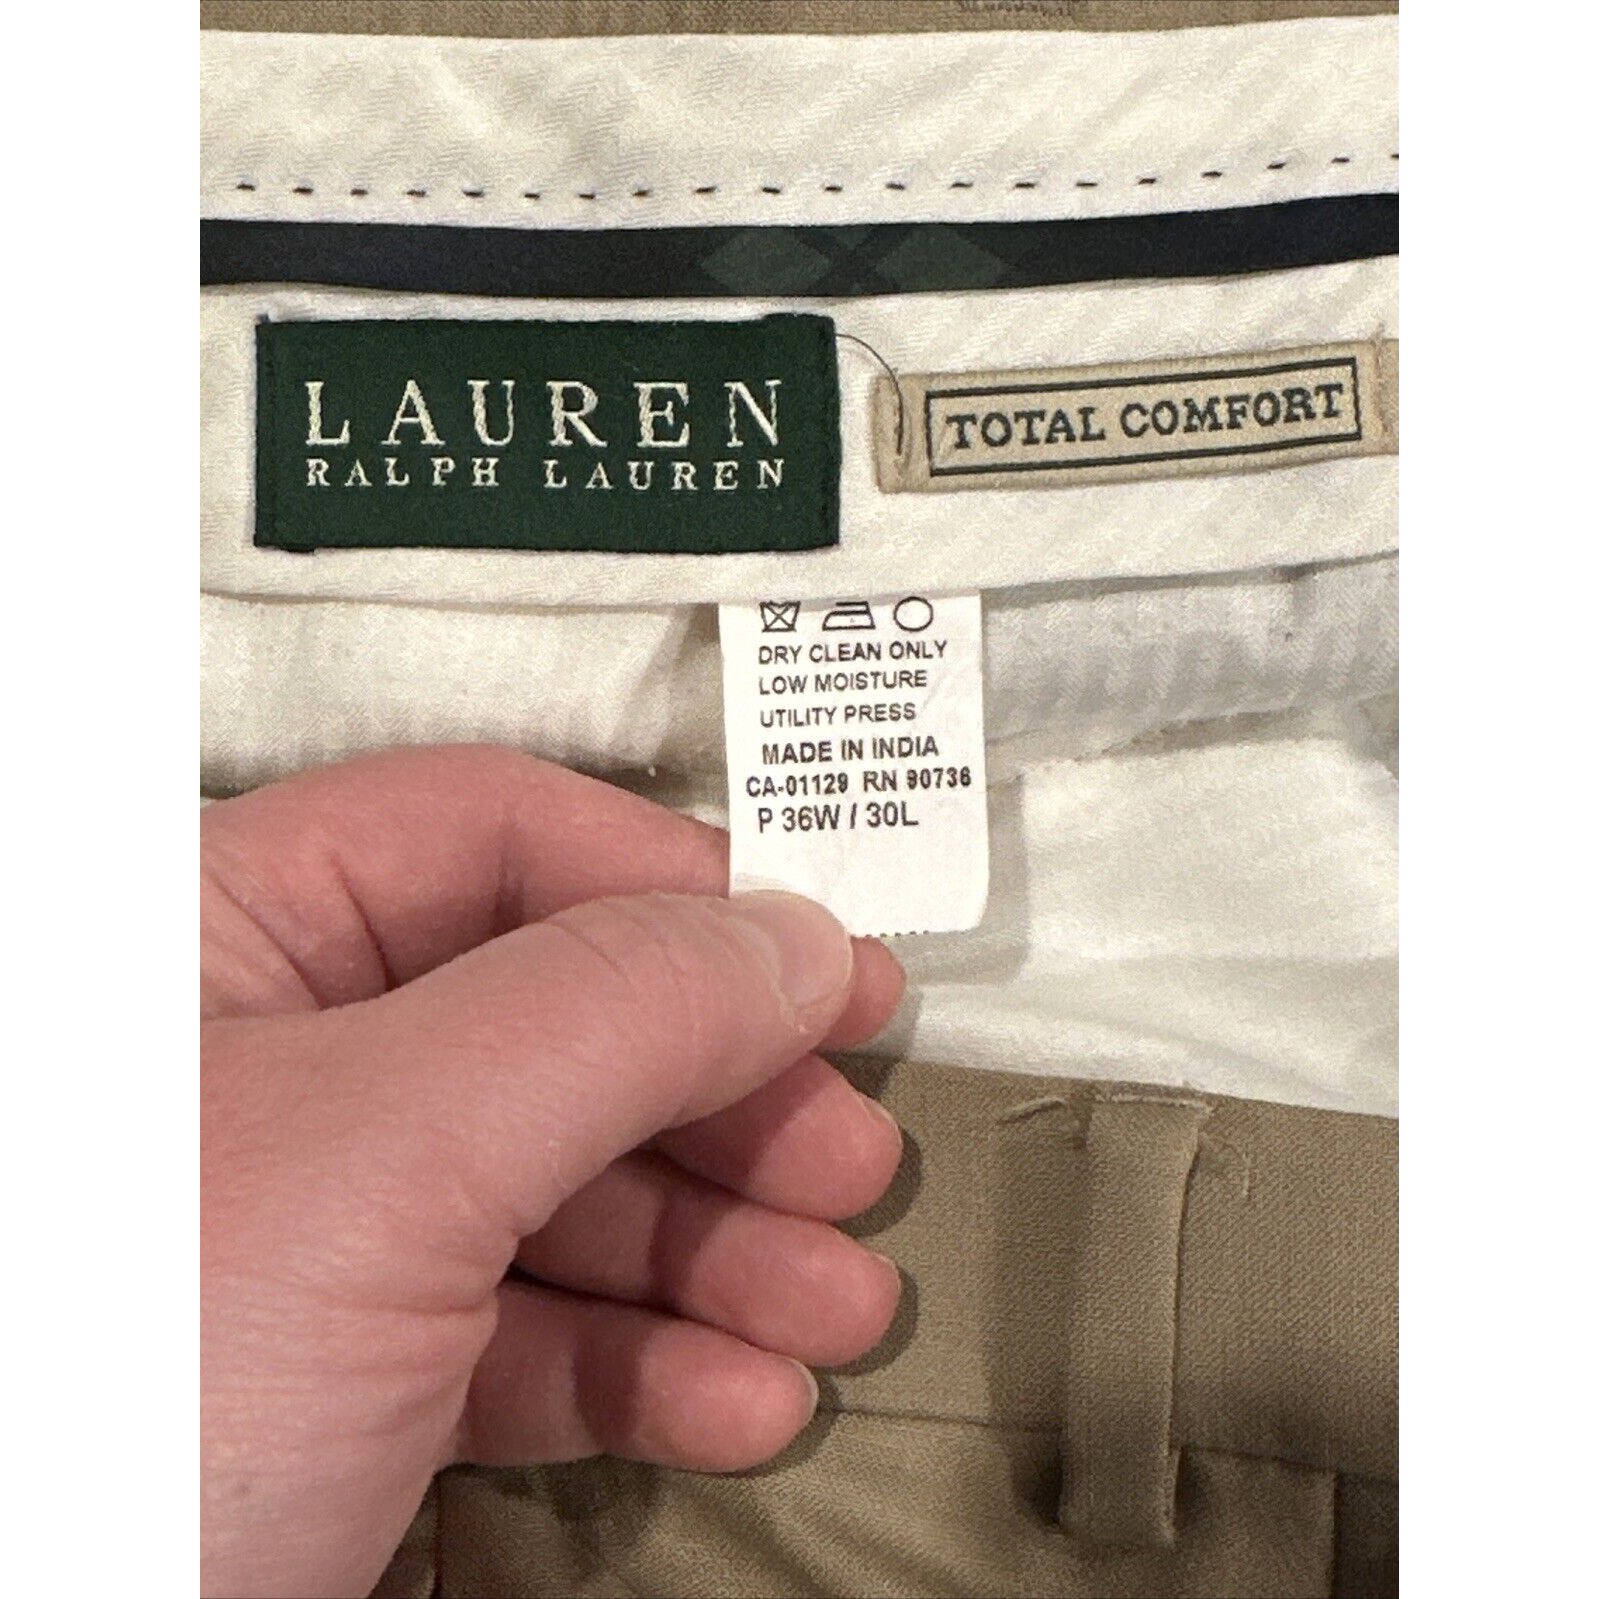 LAUREN
RALPH LAUREN
TOTAL COMFORT
DRY CLEAN ONLY
LOW MOISTURE
UTILITY PRESS
MADE IN INDIA
CA-01129 RN 90736
P 36W / 30L